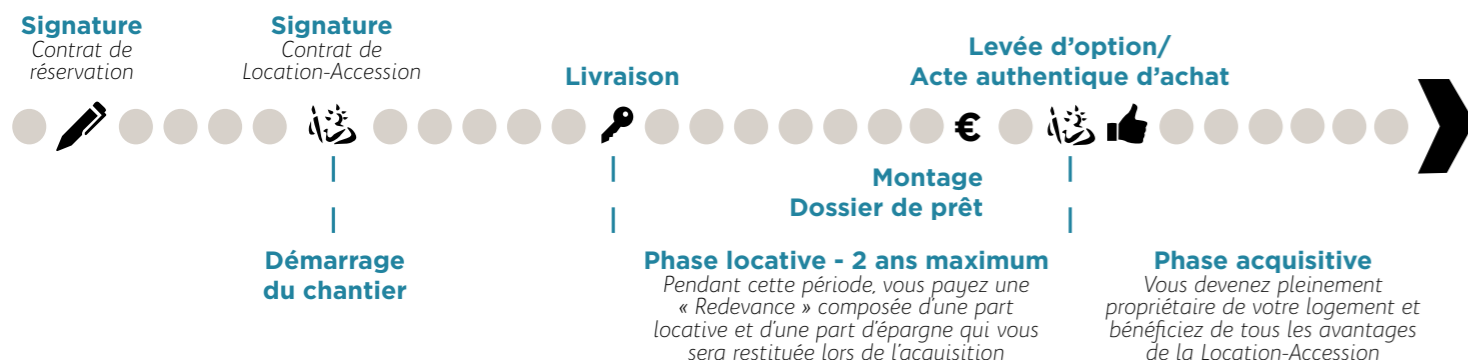 Signature
Contrat de
réservation
Signature
Contrat de
Location-Accession
Livraison
Levée d’option/
Acte authentique d’achat
€
Montage
Dossier de prêt
Démarrage
du chantier
Phase locative - 2 ans maximum
Pendant cette période, vous payez une
« Redevance » composée d’une part
locative et d’une part d’épargne qui vous
sera restituée lors de l’acquisition
Phase acquisitive
Vous devenez pleinement
propriétaire de votre logement et
bénéficiez de tous les avantages
de la Location-Accession